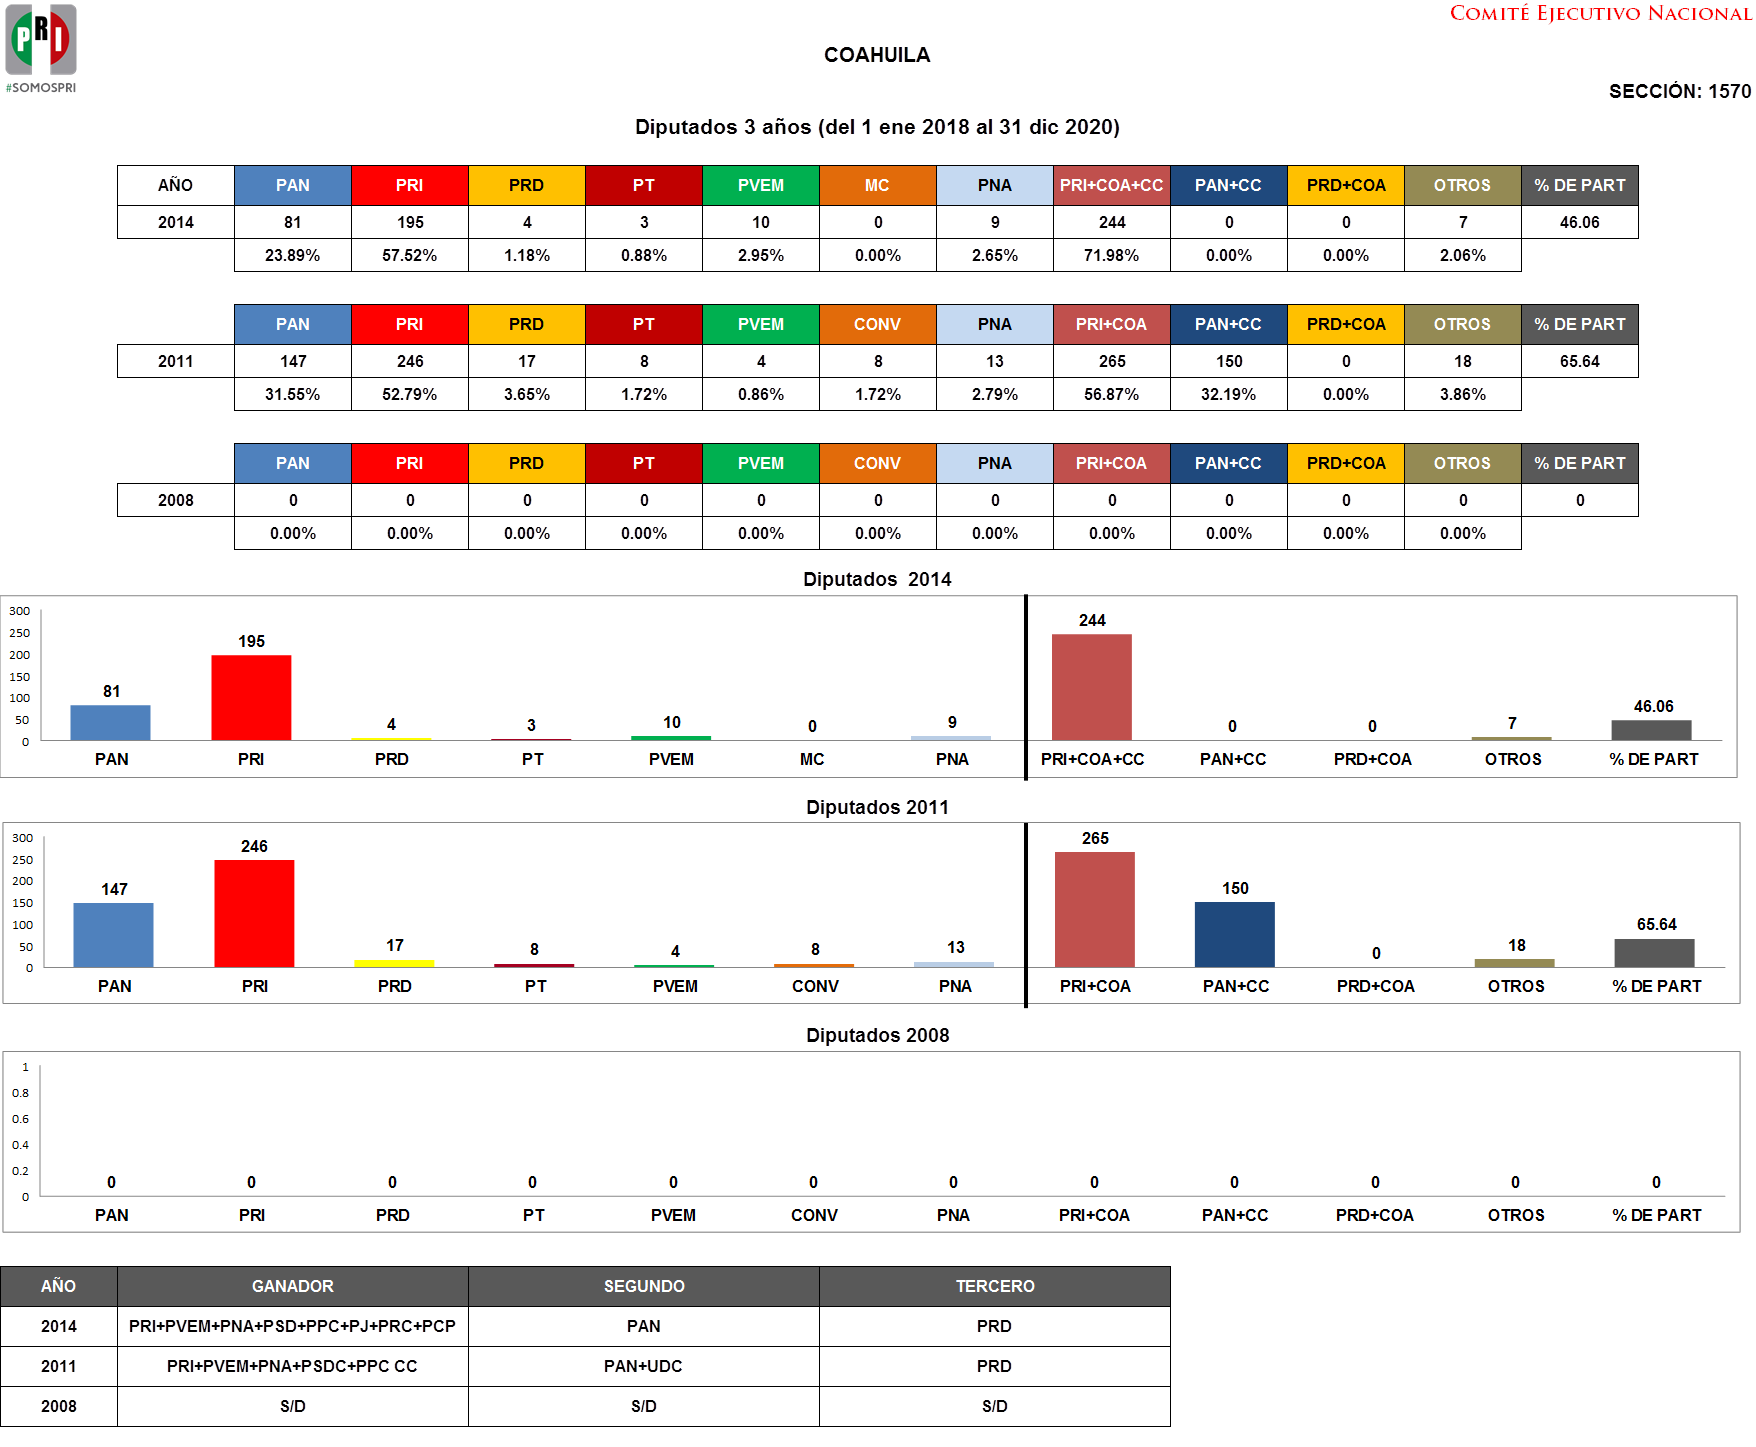 PRI
#SOMOSPRI
COMITÉ EJECUTIVO NACIONAL
COAHUILA
SECCIÓN: 1570
Diputados 3 años (del 1 ene 2018 al 31 dic 2020)
AÑO PAN PRI PRD PT PVEM MC PNA PRI+COA+CC PAN+CC PRD+COA OTROS % DE PART
2014 81 195 4 3 10 0 9 244 0 0 7 46.06
23.89% 57.52% 1.18% 0.88% 2.95% 0.00% 2.65% 71.98% 0.00% 0.00% 2.06%
PAN PRI PRD PT PVEM CONV PNA PRI+COA PAN+CC PRD+COA OTROS % DE PART
2011 147 246 17 8 4 8 13 265 150 0 18 65.64
31.55% 52.79% 3.65% 1.72% 0.86% 1.72% 2.79% 56.87% 32.19% 0.00% 3.86%
PAN PRI PRD PT PVEM CONV PNA PRI+COA PAN+CC PRD+COA OTROS % DE PART
2008 0 0 0 0 0 0 0 0 0 0 0 0
0.00% 0.00% 0.00% 0.00% 0.00% 0.00% 0.00% 0.00% 0.00% 0.00% 0.00%
Diputados 2014
300
250
200
150
100
50
0
81 195 4 3 10 0 9 244 0 0 7 46.06
PAN PRI PRD PT PVEM MC PNA PRI+COA+CC PAN+CC PRD+COA OTROS % DE PART
Diputados 2011
300
250
200
150
100
50
0
147 246 17 8 4 8 13 265 150 0 18 65.64
PAN PRI PRD PT PVEM CONV PNA PRI+COA PAN+CC PRD+COA OTROS % DE PART
Diputados 2008
1
0.8
0.6
0.4
0.2
0
0 0 0 0 0 0 0 0 0 0 0 0
PAN PRI PRD PT PVEM CONV PNA PRI+COA PAN+CC PRD+COA OTROS % DE PART
AÑO GANADOR SEGUNDO TERCERO
2014 PRI+PVEM+PNA+PSD+PPC+PJ+PRC+PCP PAN PRD
2011 PRI+PVEM+PNA+PSDC+PPC CC PAN+UDC PRD
2008 S/D S/D S/D